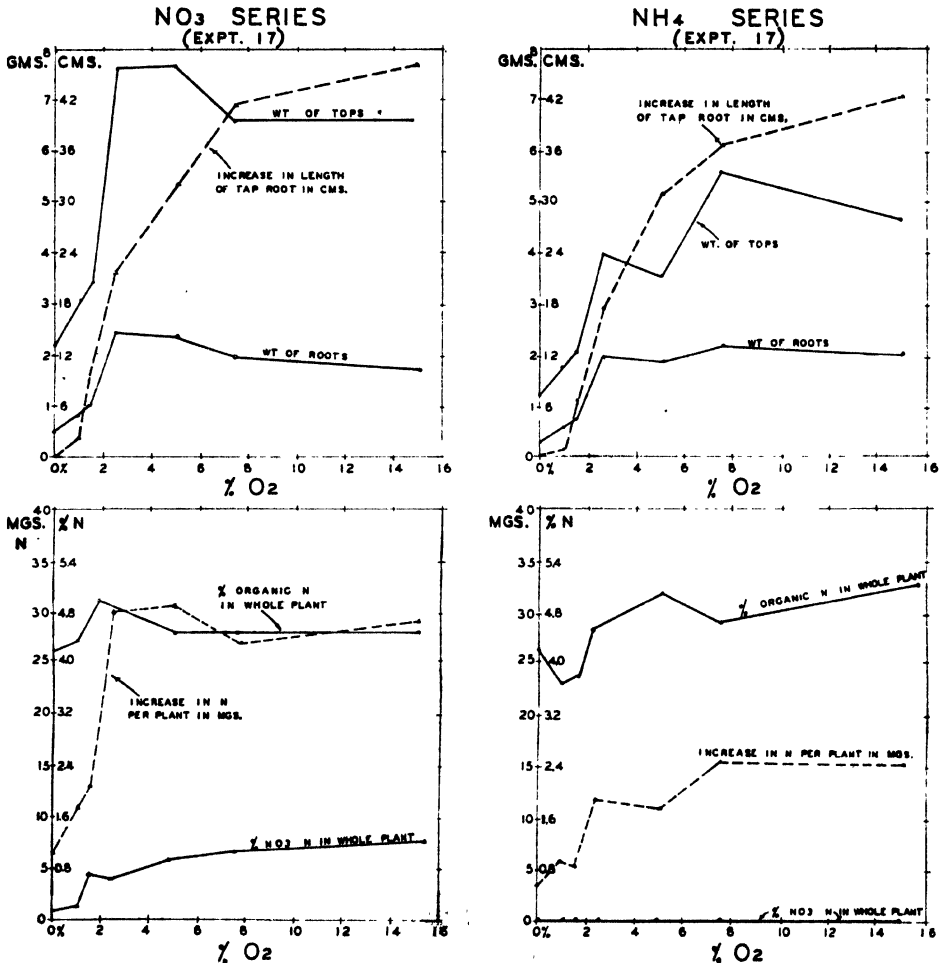 NO3 SERIES
(EXPT. 17)
GMS. CMS.
8
7 42
6 36
5 30
4 24
3 18
2 12
1 6
0
WT OF TOPS
INCREASE IN LENGTH
OF TAP ROOT IN CMS.
WT OF ROOTS
0% 2 4 6 8 10 12 14 16
% O2
NH4 SERIES
(EXPT. 17)
GMS. CMS.
8
7 42
6 36
5 30
4 24
3 18
2 12
1 6
0
INCREASE IN LENGTH
OF TAP ROOT IN CMS.
WT. OF TOPS
WT OF ROOTS
0% 2 4 6 8 10 12 14 16
% O2
MGS. % N
N
40
35 5.4
30 4.8
25 4.0
20 3.2
15 2.4
10 1.6
5 0.8
0
% ORGANIC N
IN WHOLE PLANT
INCREASE IN N
PER PLANT IN MGS.
% NO3 N IN WHOLE PLANT
0% 2 4 6 8 10 12 14 16
% O2
MGS. % N
N
40
35 5.4
30 4.8
25 4.0
20 3.2
15 2.4
10 1.6
5 0.8
0
% ORGANIC N IN WHOLE PLANT
INCREASE IN N PER PLANT IN MGS.
% NO3 N IN WHOLE PLANT
0% 2 4 6 8 10 12 14 16
% O2